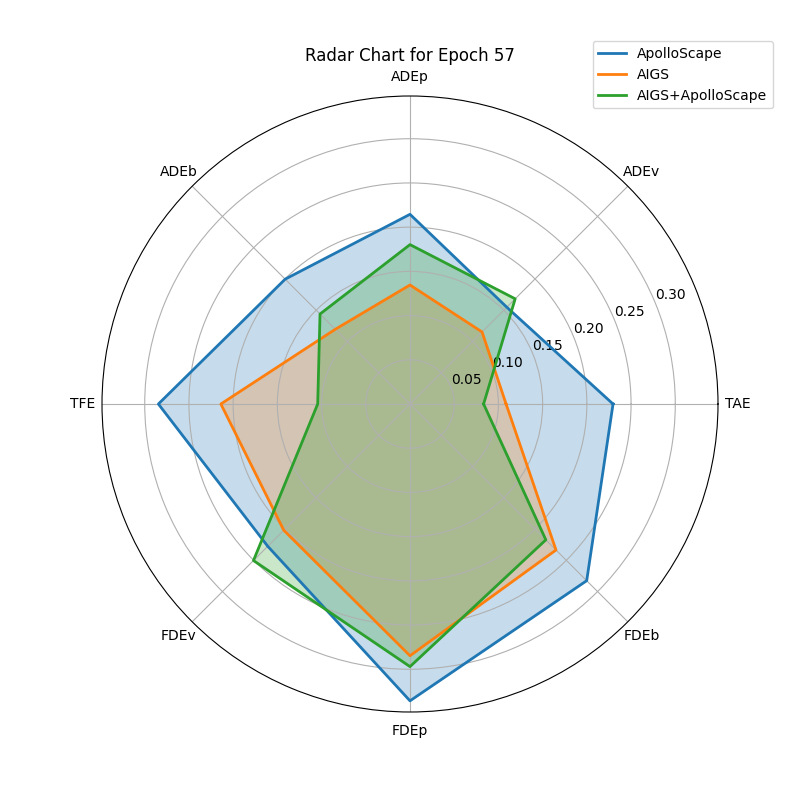 Radar Chart for Epoch 57
ApolloScape
AIGS
AIGS+ApolloScape
ADEp
ADEb
ADEv
0.30
0.25
0.20
0.15
0.10
0.05
TFE
TAE
FDEv
FDEb
FDEp